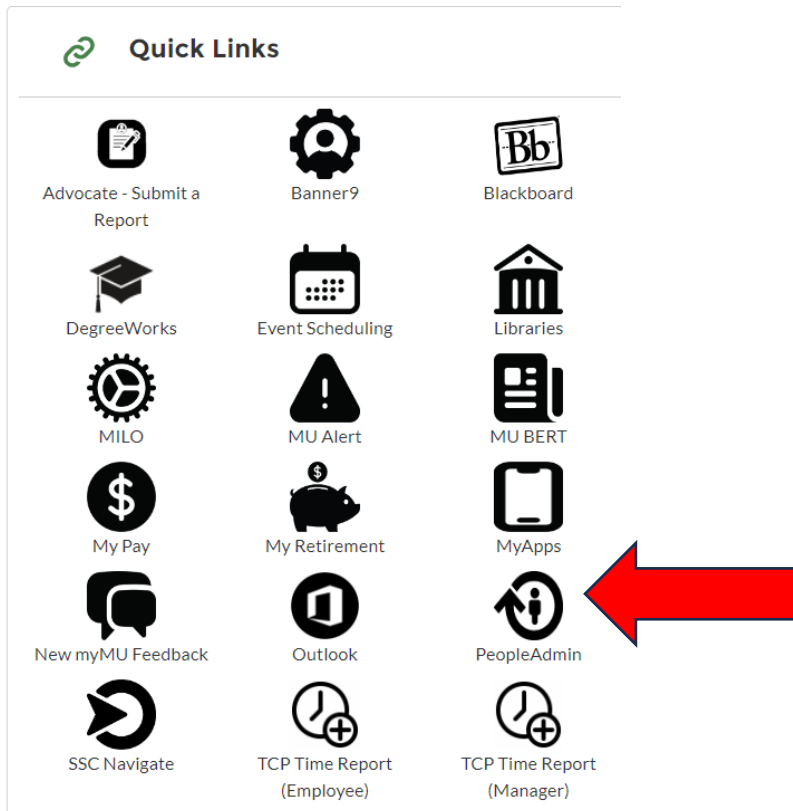 Quick Links
Bb
Advocate - Submit a
Report
Banner9
Blackboard
DegreeWorks
Event Scheduling
Libraries
MILO
MU Alert
MU BERT
$
$
My Pay
My Retirement
MyApps
New myMU Feedback
Outlook
PeopleAdmin
SSC Navigate
TCP Time Report
(Employee)
TCP Time Report
(Manager)